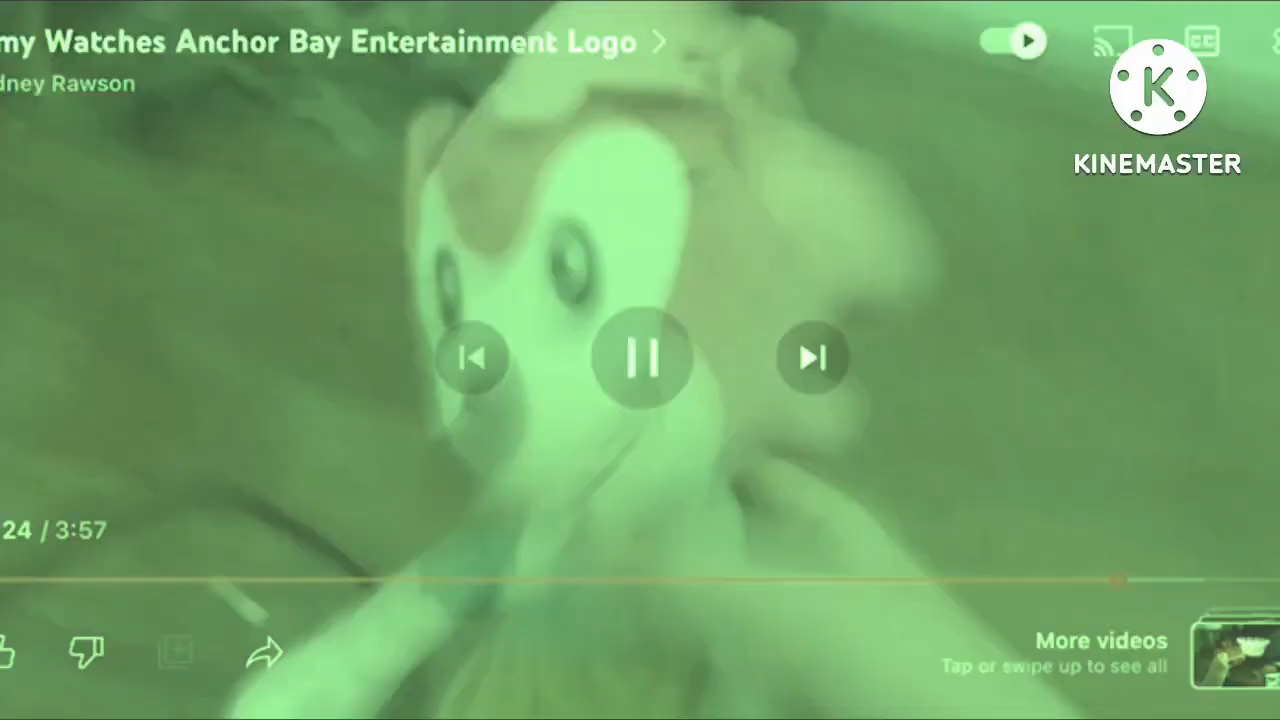 my Watches Anchor Bay Entertainment Logo
dney Rawson
CC
K
KINEMASTER
24 / 3:57
More videos
Tap or swipe up to see all